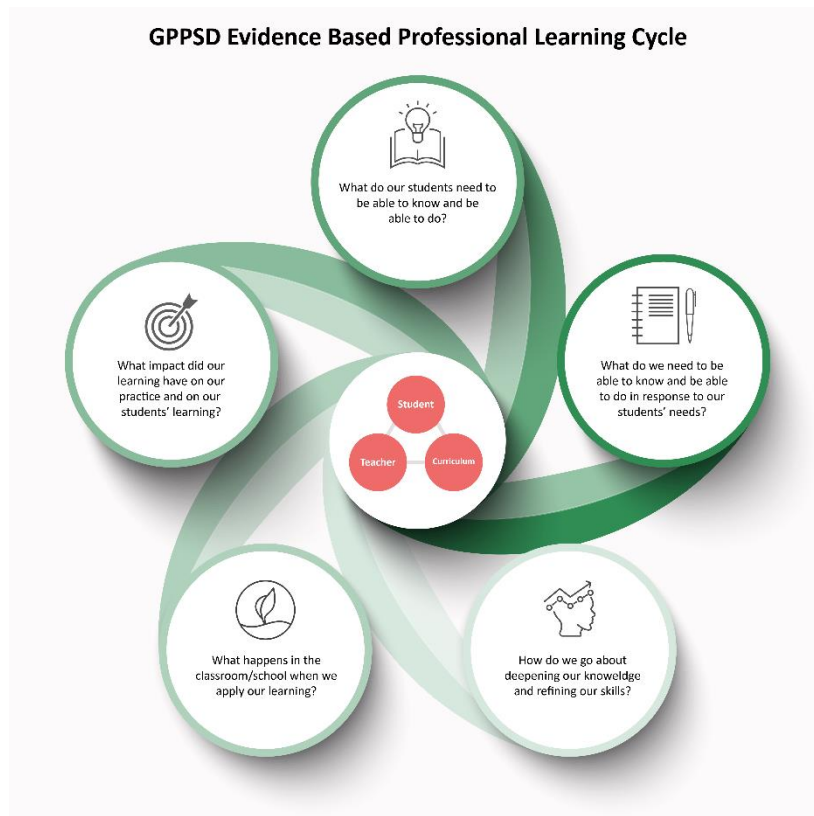 GPPSD Evidence Based Professional Learning Cycle
What do our students need to
be able to know and be
able to do?
What do we need to be
able to know and be able
to do in response to our
students' needs?
How do we go about
deepening our knoweldge
and refining our skills?
What happens in the
classroom/school when we
apply our learning?
What impact did our
learning have on our
practice and on our
students' learning?
Student
Teacher
Curriculum